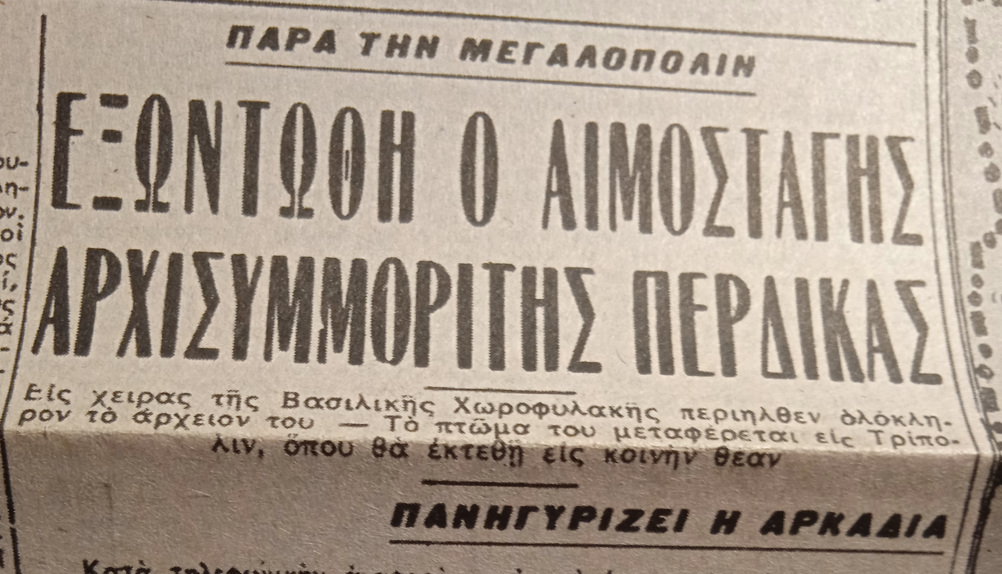 ΠΑΡΑ ΤΗΝ ΜΕΓΑΛΟΠΟΛΙΝ
ΕΞΩΝΤΩΘΗ Ο ΑΙΜΟΣΤΑΓΗΣ
ΑΡΧΙΣΥΜΜΟΡΙΤΗΣ ΠΕΡΔΙΚΑΣ
Εἰς χεῖρας τῆς Βασιλικῆς Χωροφυλακῆς περιῆλθεν ὁλόκλη-
ρον τὸ ἀρχεῖον του — Τὸ πτῶμα του μεταφέρεται εἰς Τρίπο-
λιν, ὅπου θὰ ἐκτεθῇ εἰς κοινὴν θέαν
ΠΑΝΗΓΥΡΙΖΕΙ Η ΑΡΚΑΔΙΑ
Κατὰ